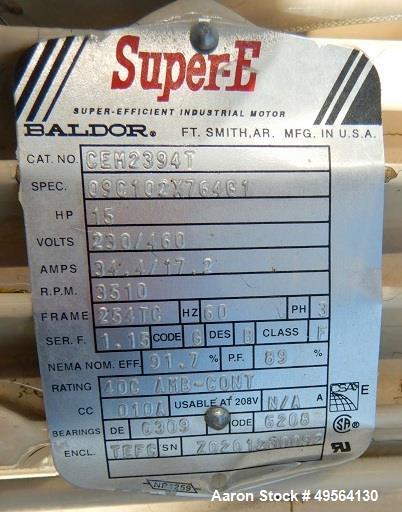 Super-E
SUPER-EFFICIENT INDUSTRIAL MOTOR
BALDOR® FT. SMITH, AR. MFG. IN U.S.A.
CAT. NO. CEM2394T
SPEC. 09G102X764G1
HP 15
VOLTS 230/460
AMPS 34.4/17.2
R.P.M. 3510
FRAME 254TC HZ 60 PH 3
SER. F. 1.15 CODE G DES B CLASS F
NEMA NOM. EFF. 91.7 % P.F. 89 %
RATING 40C AMB-CONT
CC 010A USABLE AT 208V N/A A
BEARINGS DE 6309 ODE 6208
ENCL. TEFC SN
NP1259
Aaron Stock # 49564130